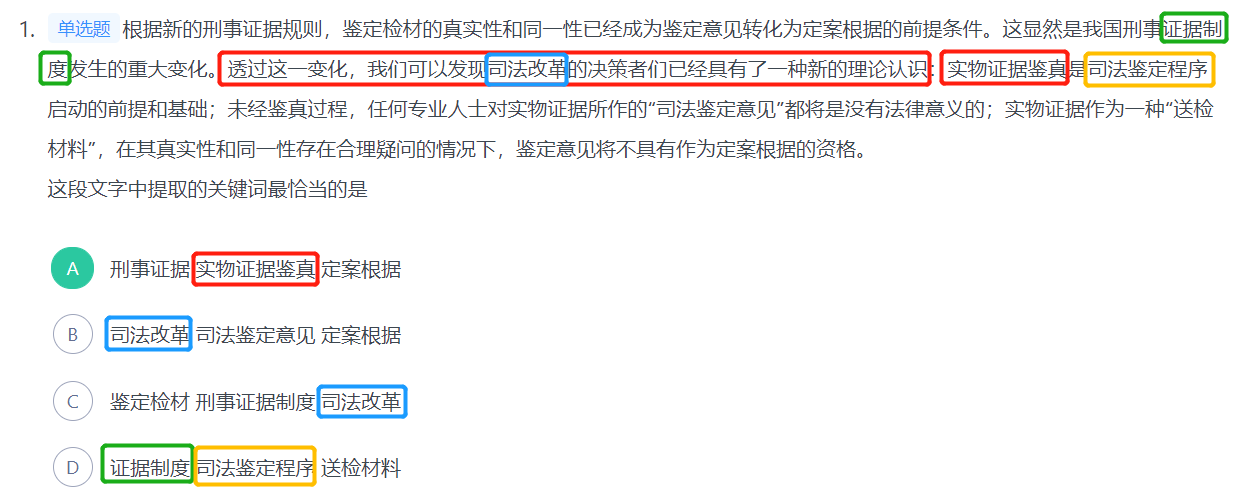 1. 单选题 根据新的刑事证据规则，鉴定检材的真实性和同一性已经成为鉴定意见转化为定案根据的前提条件。这显然是我国刑事证据制
度发生的重大变化。透过这一变化，我们可以发现司法改革的决策者们已经具有了一种新的理论认识：实物证据鉴真是司法鉴定程序
启动的前提和基础；未经鉴真过程，任何专业人士对实物证据所作的“司法鉴定意见”都将是没有法律意义的；实物证据作为一种“送检
材料”，在其真实性和同一性存在合理疑问的情况下，鉴定意见将不具有作为定案根据的资格。
这段文字中提取的关键词最恰当的是
A 刑事证据 实物证据鉴真 定案根据
B 司法改革 司法鉴定意见 定案根据
C 鉴定检材 刑事证据制度 司法改革
D 证据制度 司法鉴定程序 送检材料